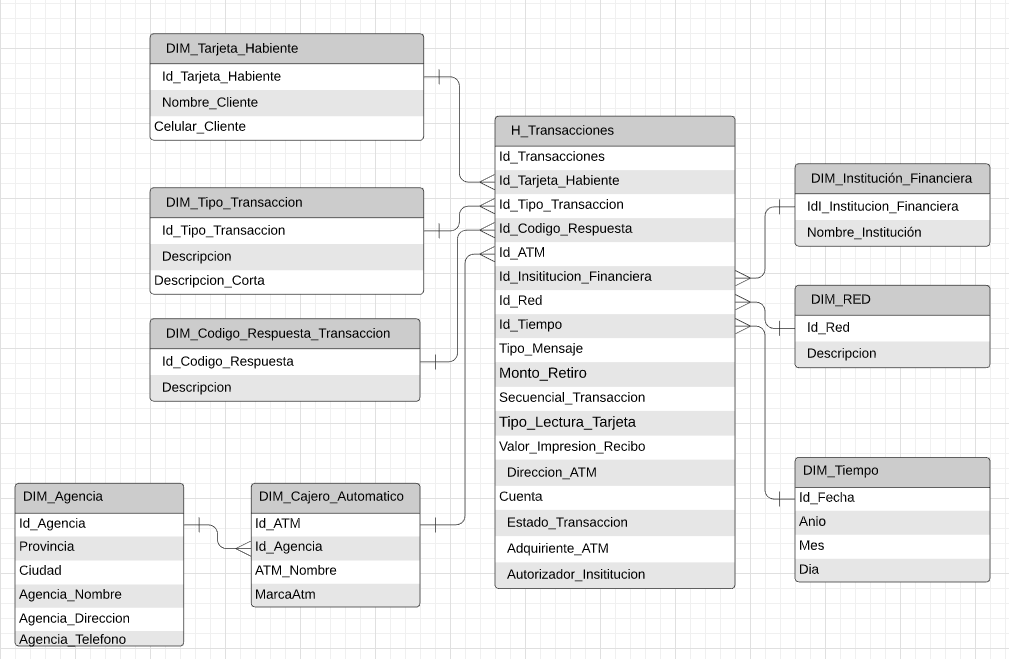 DIM_Tarjeta_Habiente
Id_Tarjeta_Habiente
Nombre_Cliente
Celular_Cliente
DIM_Tipo_Transaccion
Id_Tipo_Transaccion
Descripcion
Descripcion_Corta
DIM_Codigo_Respuesta_Transaccion
Id_Codigo_Respuesta
Descripcion
DIM_Agencia
Id_Agencia
Provincia
Ciudad
Agencia_Nombre
Agencia_Direccion
Agencia_Telefono
DIM_Cajero_Automatico
Id_ATM
Id_Agencia
ATM_Nombre
MarcaAtm
H_Transacciones
Id_Transacciones
Id_Tarjeta_Habiente
Id_Tipo_Transaccion
Id_Codigo_Respuesta
Id_ATM
Id_Insititucion_Financiera
Id_Red
Id_Tiempo
Tipo_Mensaje
Monto_Retiro
Secuencial_Transaccion
Tipo_Lectura_Tarjeta
Valor_Impresion_Recibo
Direccion_ATM
Cuenta
Estado_Transaccion
Adquiriente_ATM
Autorizador_Insititucion
DIM_Institución_Financiera
IdI_Institucion_Financiera
Nombre_Institución
DIM_RED
Id_Red
Descripcion
DIM_Tiempo
Id_Fecha
Anio
Mes
Dia